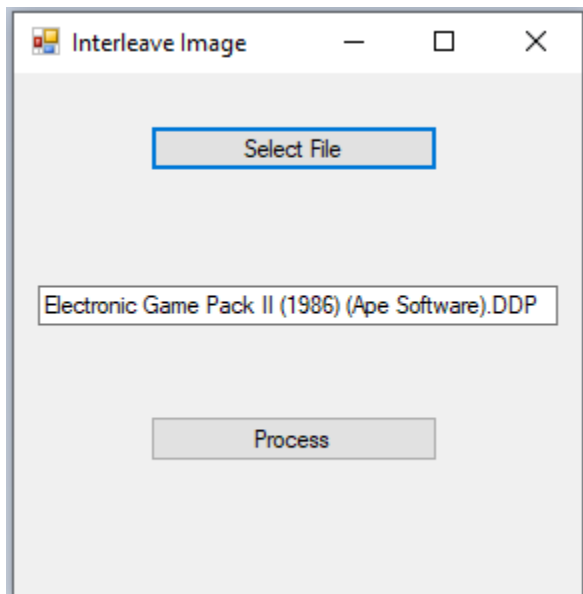 Interleave Image
Select File
Electronic Game Pack II (1986) (Ape Software).DDP
Process